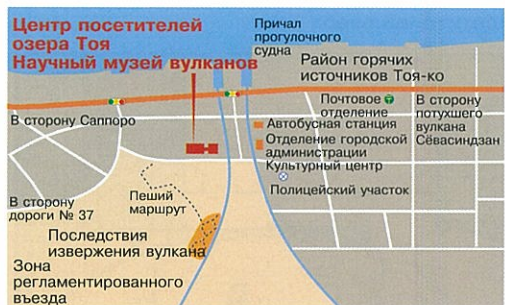 Центр посетителей
озера Тоя
Научный музей вулканов
Причал
прогулочного
судна
Район горячих
источников Тоя-ко
Почтовое
отделение
В сторону
потухшего
вулкана
Сёвасиндзан
Автобусная станция
Отделение городской
администрации
Культурный центр
Полицейский участок
В сторону Саппоро
В сторону
дороги № 37
Пеший
маршрут
Последствия
извержения вулкана
Зона
регламентированного
въезда